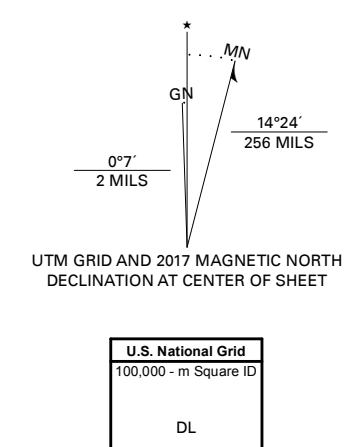 ★
MN
GN
14°24´
256 MILS
0°7´
2 MILS
UTM GRID AND 2017 MAGNETIC NORTH
DECLINATION AT CENTER OF SHEET
U.S. National Grid
100,000 - m Square ID
DL